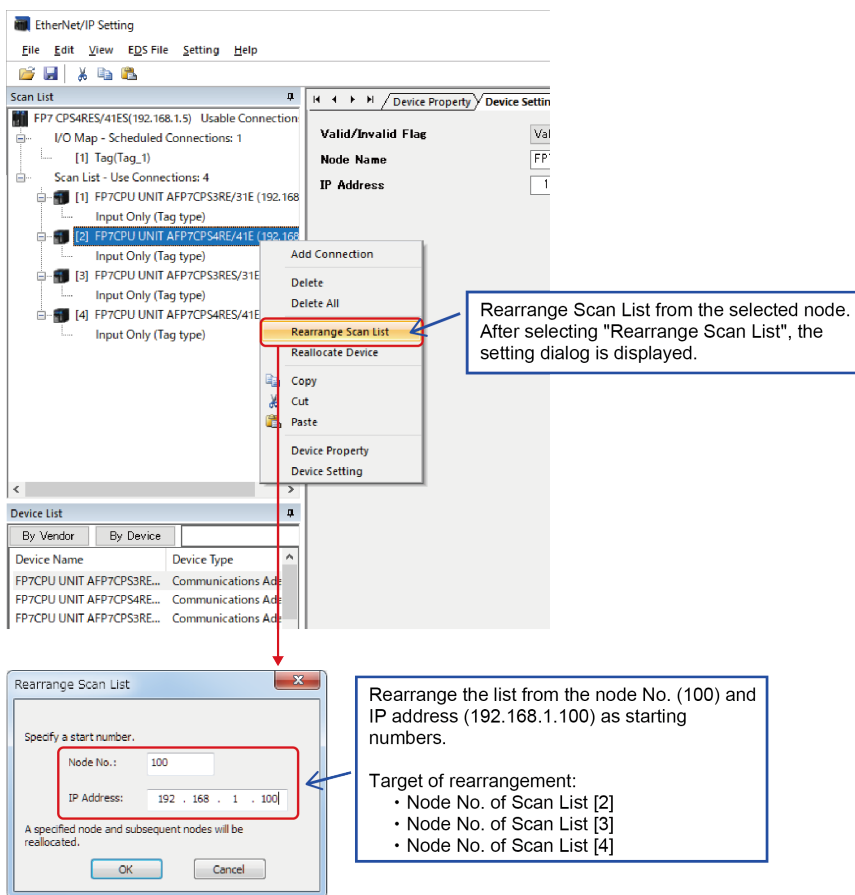 EtherNet/IP Setting
File Edit View EDS File Setting Help
Scan List
FP7 CPS4RES/41ES(192.168.1.5) Usable Connection
I/O Map - Scheduled Connections: 1
[1] Tag(Tag_1)
Scan List - Use Connections: 4
[1] FP7CPU UNIT AFP7CPS3RE/31E (192.168
Input Only (Tag type)
[2] FP7CPU UNIT AFP7CPS4RE/41E (192.168
Input Only (Tag type)
[3] FP7CPU UNIT AFP7CPS3RES/31E
Input Only (Tag type)
[4] FP7CPU UNIT AFP7CPS4RES/41E
Input Only (Tag type)
Device Property Device Settin
Valid/Invalid Flag Val
Node Name FP7
IP Address 1
Add Connection
Delete
Delete All
Rearrange Scan List
Reallocate Device
Copy
Cut
Paste
Device Property
Device Setting
Rearrange Scan List from the selected node.
After selecting "Rearrange Scan List", the
setting dialog is displayed.
Device List
By Vendor By Device
Device Name Device Type
FP7CPU UNIT AFP7CPS3RE... Communications Ada
FP7CPU UNIT AFP7CPS4RE... Communications Ada
FP7CPU UNIT AFP7CPS3RE... Communications Ada
Rearrange Scan List
Specify a start number.
Node No.: 100
IP Address: 192 . 168 . 1 . 100
A specified node and subsequent nodes will be
reallocated.
OK Cancel
Rearrange the list from the node No. (100) and
IP address (192.168.1.100) as starting
numbers.
Target of rearrangement:
・Node No. of Scan List [2]
・Node No. of Scan List [3]
・Node No. of Scan List [4]